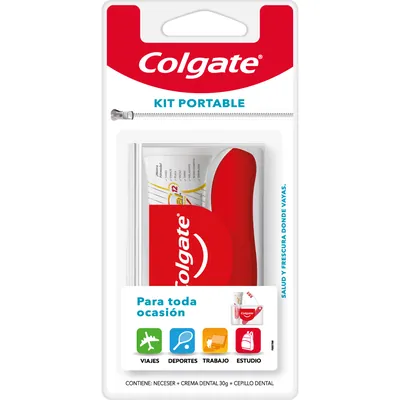 Colgate®
KIT PORTABLE
12
Colgate®
SALUD Y FRESCURA DONDE VAYAS.
Para toda
ocasión
VIAJES DEPORTES TRABAJO ESTUDIO
CONTIENE: NECESER + CREMA DENTAL 30g + CEPILLO DENTAL